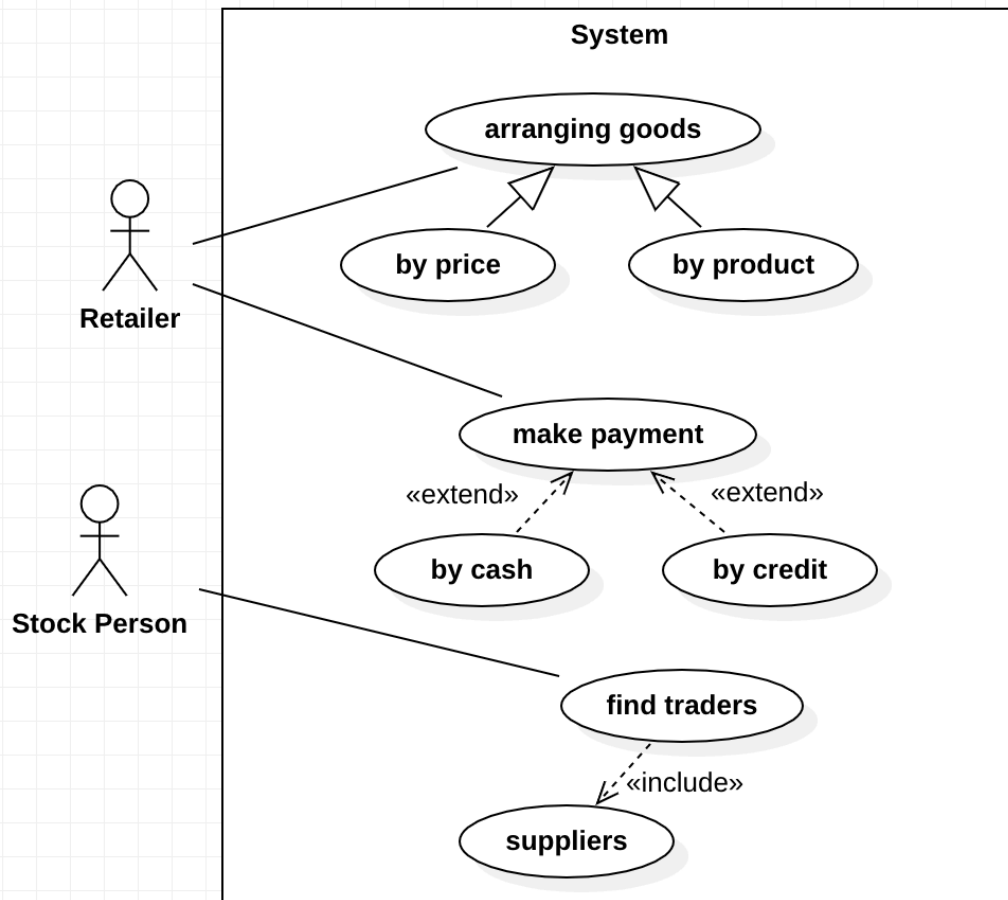 System
arranging goods
by price
by product
Retailer
make payment
«extend»
«extend»
by cash
by credit
Stock Person
find traders
«include»
suppliers